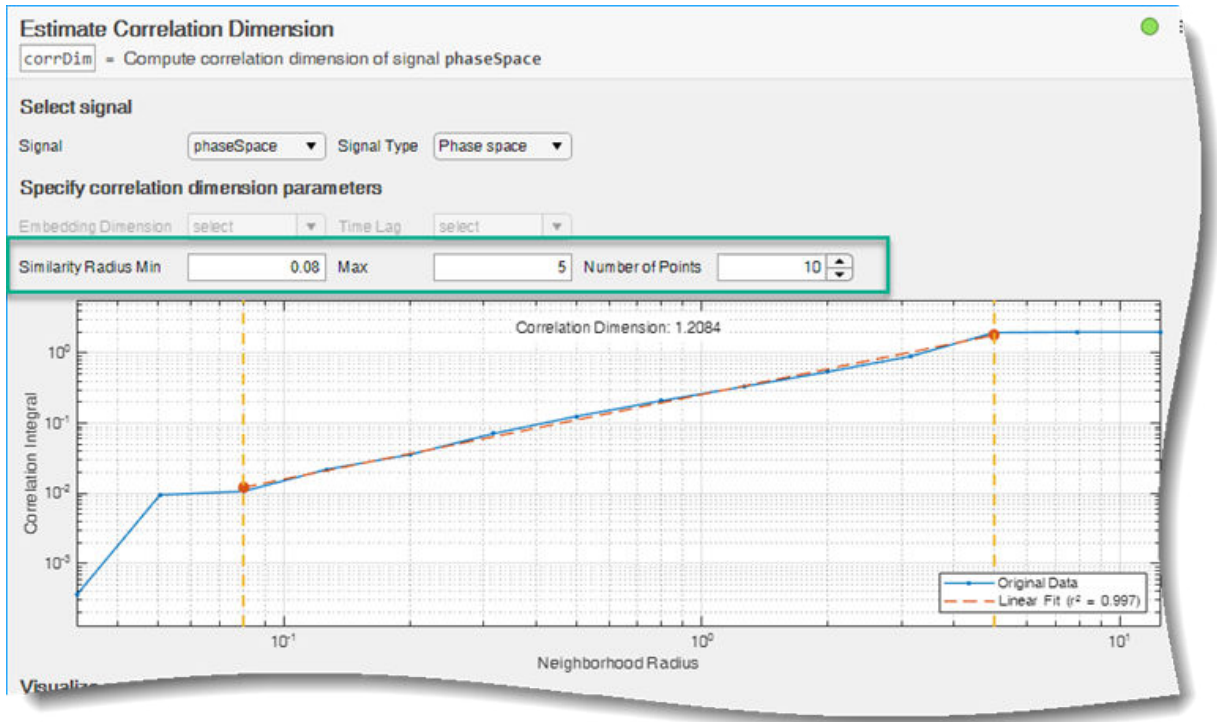 Estimate Correlation Dimension
corrDim = Compute correlation dimension of signal phaseSpace
Select signal
Signal phaseSpace Signal Type Phase space
Specify correlation dimension parameters
Embedding Dimension select Time Lag select
Similarity Radius Min 0.08 Max 5 Number of Points 10
Correlation Dimension: 1.2084
10⁰
10⁻¹
10⁻²
10⁻³
Correlation Integral
Original Data
Linear Fit (r² = 0.997)
10⁻¹ 10⁰ 10¹
Neighborhood Radius